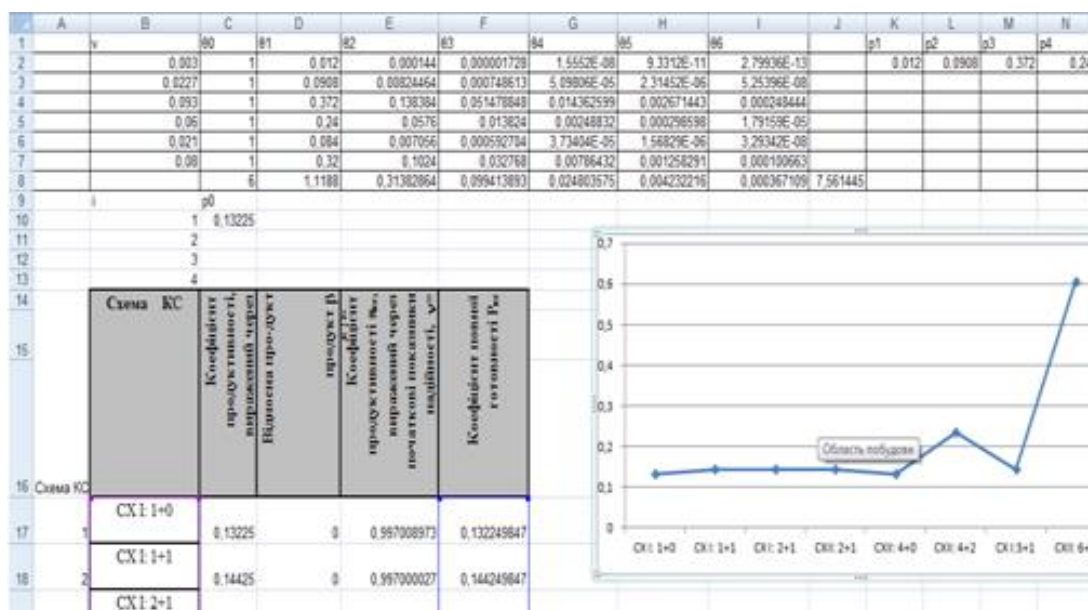 A B C D E F G H I J K L M N
1 v θ0 θ1 θ2 θ3 θ4 θ5 θ6 p1 p2 p3 p4
2 0,003 1 0,012 0,000144 0,000001728 1,5552E-08 9,3312E-11 2,79936E-13 0,012 0,0908 0,372 0,24
3 0,0227 1 0,0908 0,00824464 0,000748613 5,09806E-05 2,31452E-06 5,25396E-08
4 0,093 1 0,372 0,138384 0,051478848 0,014362599 0,002671443 0,000248444
5 0,06 1 0,24 0,0576 0,013824 0,00248832 0,000298598 1,79159E-05
6 0,021 1 0,084 0,007056 0,000592704 3,73404E-05 1,56829E-06 3,29342E-08
7 0,08 1 0,32 0,1024 0,032768 0,00786432 0,001258291 0,000100663
8 6 1,1188 0,31382864 0,099413893 0,024803575 0,004232216 0,000367109 7,561445
9 i p0
10 1 0,13225
11 2
12 3
13 4
14 Схема КС
15
Коефіцієнт
продуктивності,
виражений через
Відносна про-дукт
продукт β
Коефіцієнт
продуктивності
виражений через
початкові показники
надійності,
Коефіцієнт повної
готовності
16 Схема КС
СХ І: 1+0
17 1 0,13225 0 0,997008973 0,132249847
СХ І: 1+1
18 2 0,14425 0 0,997000027 0,144249847
СХ І: 2+1
0,7
0,6
0,5
0,4
0,3
0,2
0,1
0
Область побудови
СХ І: 1+0 СХ І: 1+1 СХ І: 2+1 СХ ІІ: 2+1 СХ ІІ: 4+0 СХ ІІ: 4+2